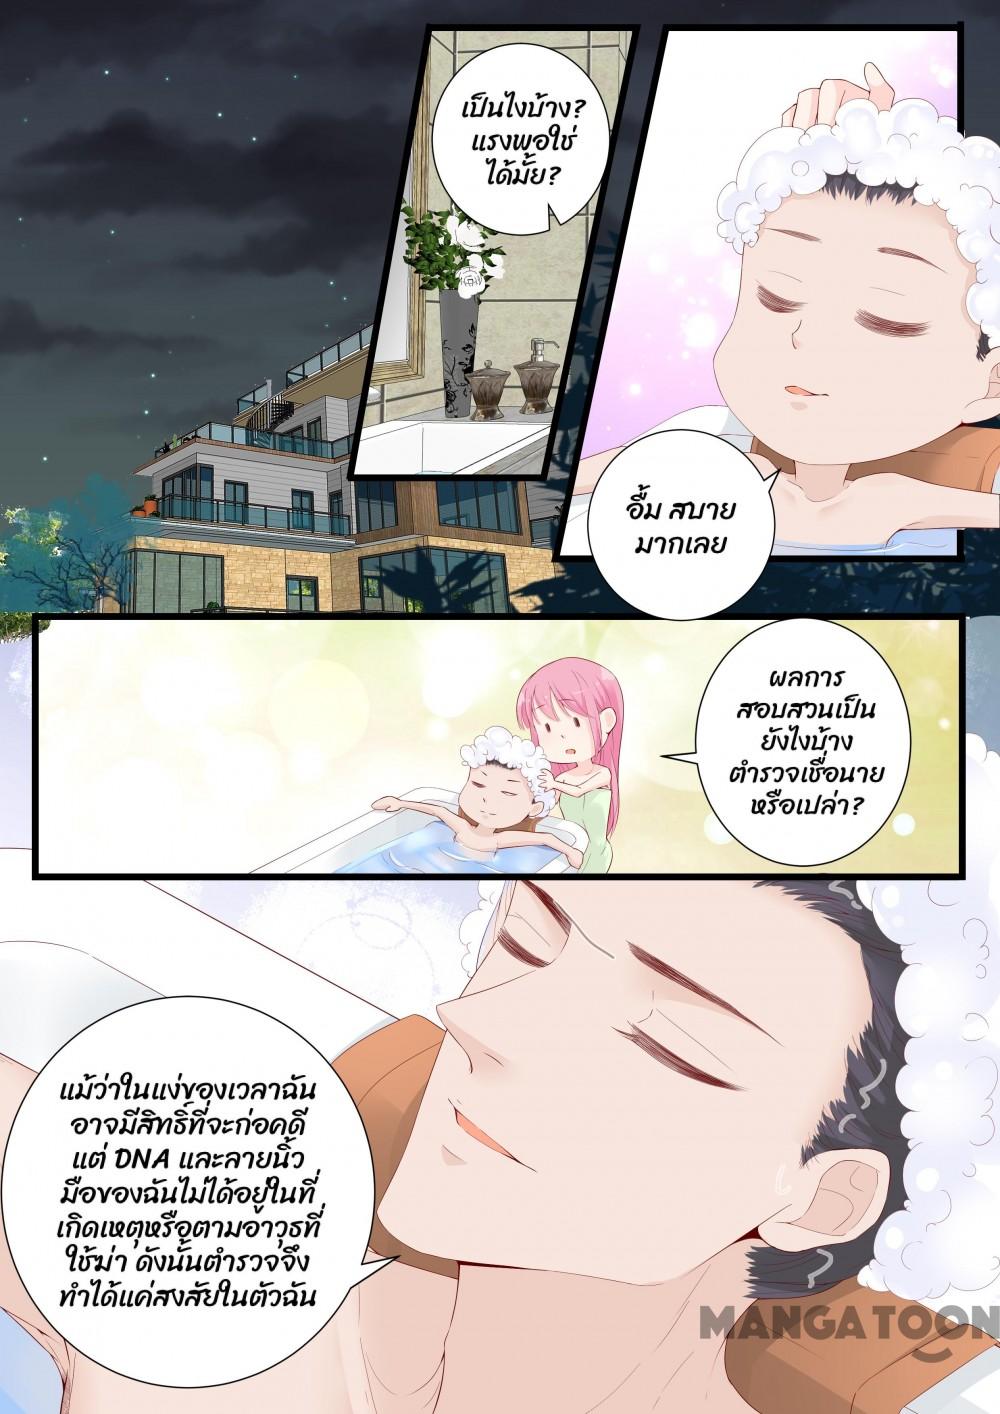 เป็นไงบ้าง?
แรงพอใช่
ได้มั้ย?
อื้ม สบาย
มากเลย
ผลการ
สอบสวนเป็น
ยังไงบ้าง
ตำรวจเชื่อนาย
หรือเปล่า?
แม้ว่าในแง่ของเวลาฉัน
อาจมีสิทธิ์ที่จะก่อคดี
แต่ DNA และลายนิ้ว
มือของฉันไม่ได้อยู่ในที่
เกิดเหตุหรือตามอาวุธที่
ใช้ฆ่า ดังนั้นตำรวจจึง
ทำได้แค่สงสัยในตัวฉัน
MANGATOON